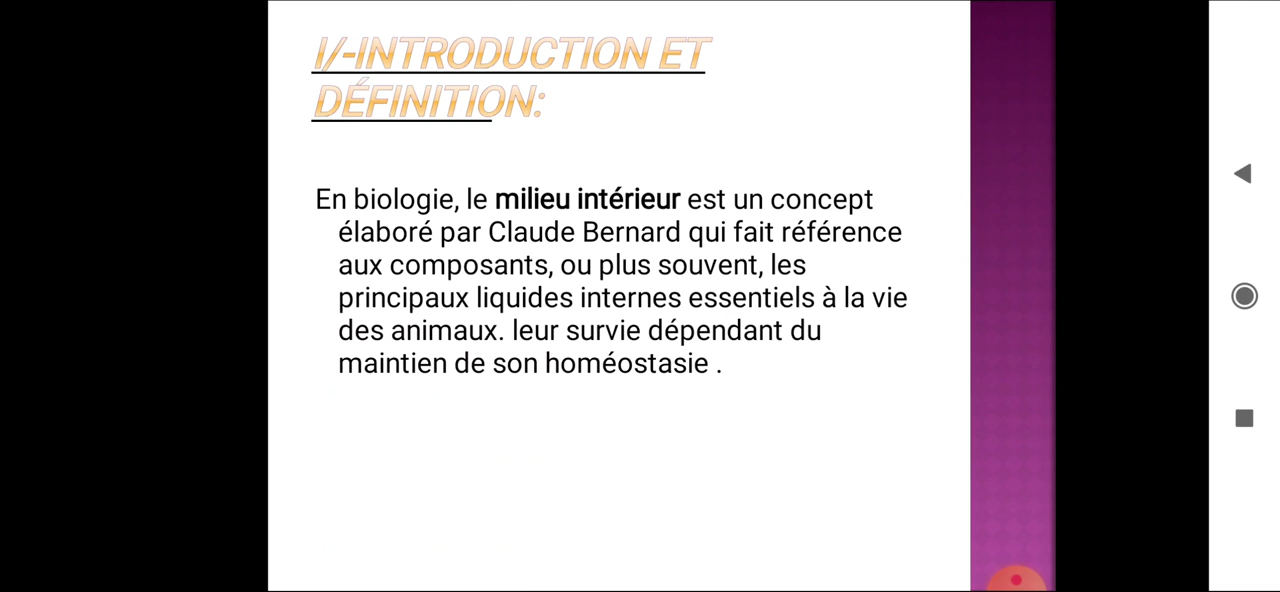 I/-INTRODUCTION ET
DÉFINITION:
En biologie, le milieu intérieur est un concept
élaboré par Claude Bernard qui fait référence
aux composants, ou plus souvent, les
principaux liquides internes essentiels à la vie
des animaux. leur survie dépendant du
maintien de son homéostasie .